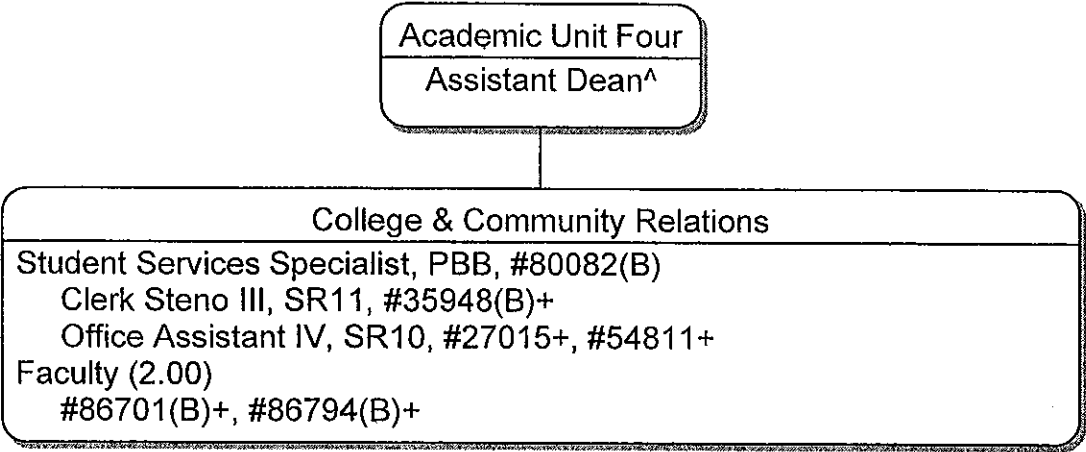 Academic Unit Four
Assistant Dean^
College & Community Relations
Student Services Specialist, PBB, #80082(B)
Clerk Steno III, SR11, #35948(B)+
Office Assistant IV, SR10, #27015+, #54811+
Faculty (2.00)
#86701(B)+, #86794(B)+